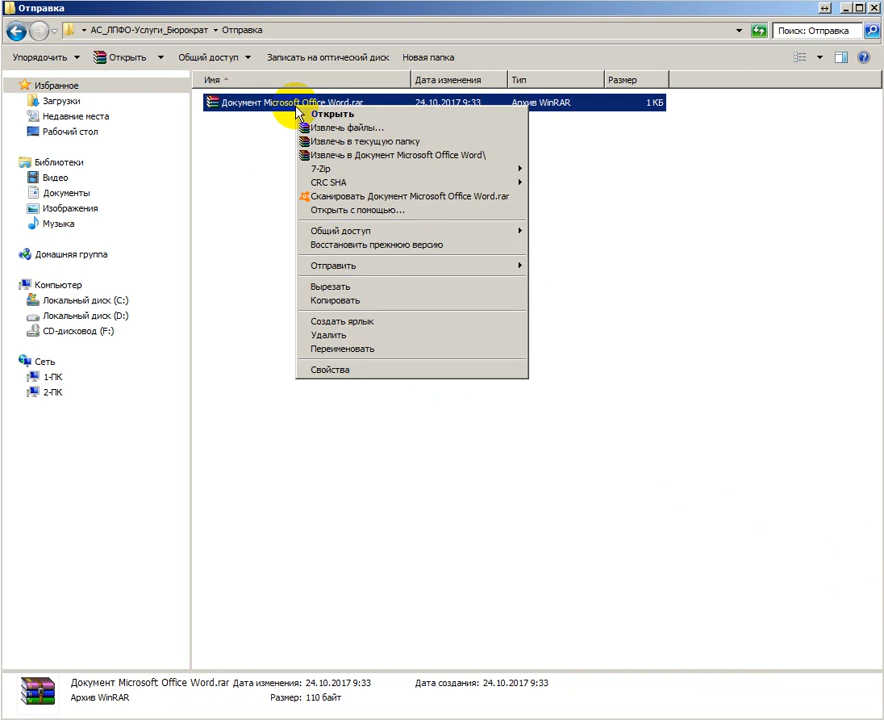 Отправка
АС_ЛПФО-Услуги_Бюрократ Отправка
Поиск: Отправка
Упорядочить Открыть Общий доступ Записать на оптический диск Новая папка
Имя Дата изменения Тип Размер
Документ Microsoft Office Word.rar 24.10.2017 9:33 Архив WinRAR 1 КБ
Избранное
Загрузки
Недавние места
Рабочий стол
Библиотеки
Видео
Документы
Изображения
Музыка
Домашняя группа
Компьютер
Локальный диск (C:)
Локальный диск (D:)
CD-дисковод (F:)
Сеть
1-ПК
2-ПК
Открыть
Извлечь файлы...
Извлечь в текущую папку
Извлечь в Документ Microsoft Office Word\
7-Zip
CRC SHA
Сканировать Документ Microsoft Office Word.rar
Открыть с помощью...
Общий доступ
Восстановить прежнюю версию
Отправить
Вырезать
Копировать
Создать ярлык
Удалить
Переименовать
Свойства
Документ Microsoft Office Word.rar Дата изменения: 24.10.2017 9:33 Дата создания: 24.10.2017 9:33
Архив WinRAR Размер: 110 байт